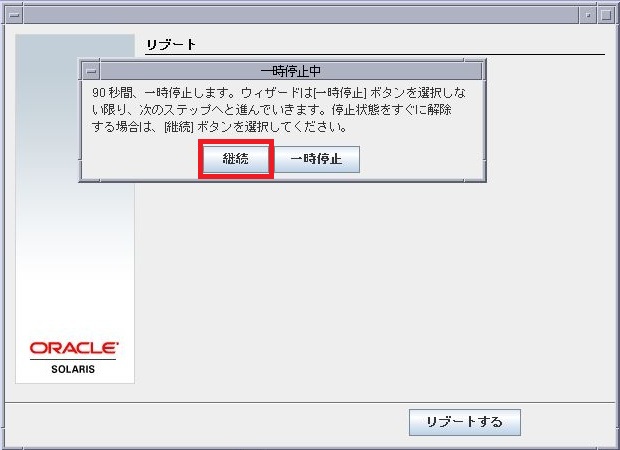 リブート
一時停止中
90 秒間、一時停止します。ウィザードは[一時停止] ボタンを選択しな
い限り、次のステップへと進んでいきます。停止状態をすぐに解除
する場合は、[継続] ボタンを選択してください。
継続
一時停止
ORACLE
SOLARIS
リブートする